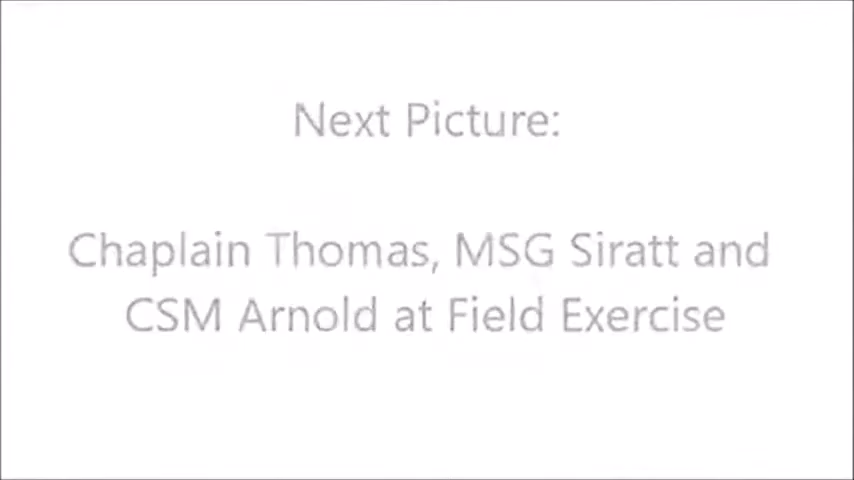 Next Picture:
Chaplain Thomas, MSG Siratt and
CSM Arnold at Field Exercise